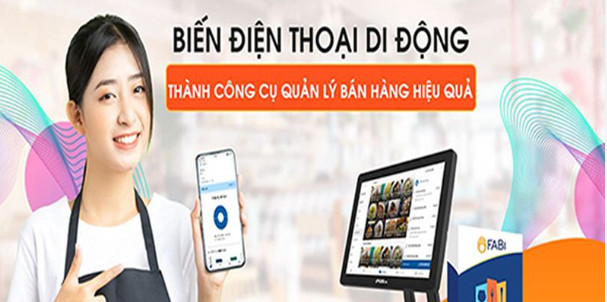 BIẾN ĐIỆN THOẠI DI ĐỘNG
THÀNH CÔNG CỤ QUẢN LÝ BÁN HÀNG HIỆU QUẢ
FABi